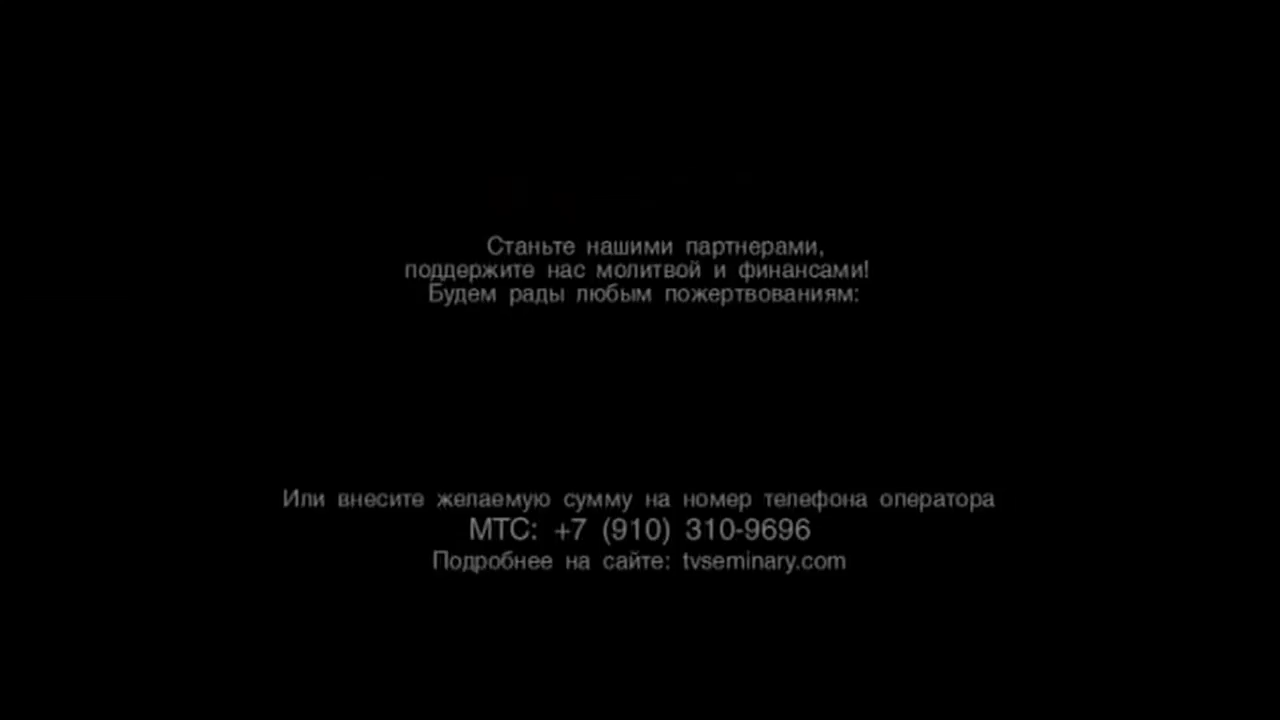 Станьте нашими партнерами,
поддержите нас молитвой и финансами!
Будем рады любым пожертвованиям:
Или внесите желаемую сумму на номер телефона оператора
МТС: +7 (910) 310-9696
Подробнее на сайте: tvseminary.com